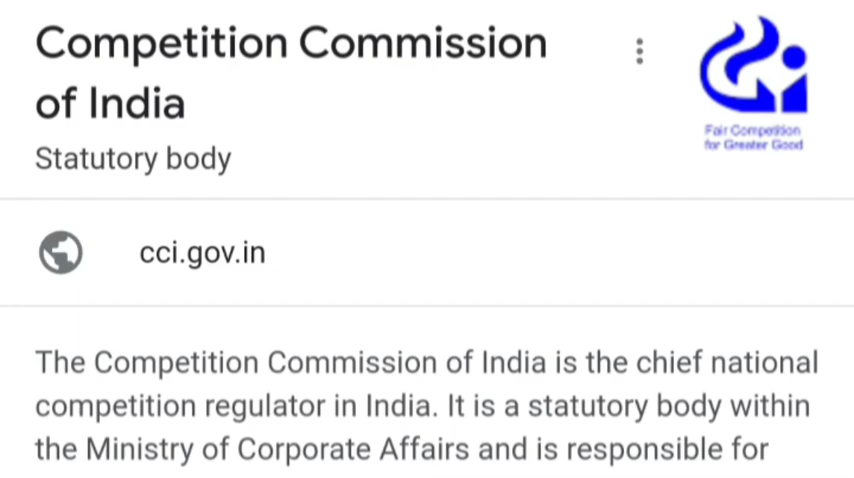 Competition Commission
of India
Statutory body
Fair Competition
for Greater Good
cci.gov.in
The Competition Commission of India is the chief national
competition regulator in India. It is a statutory body within
the Ministry of Corporate Affairs and is responsible for